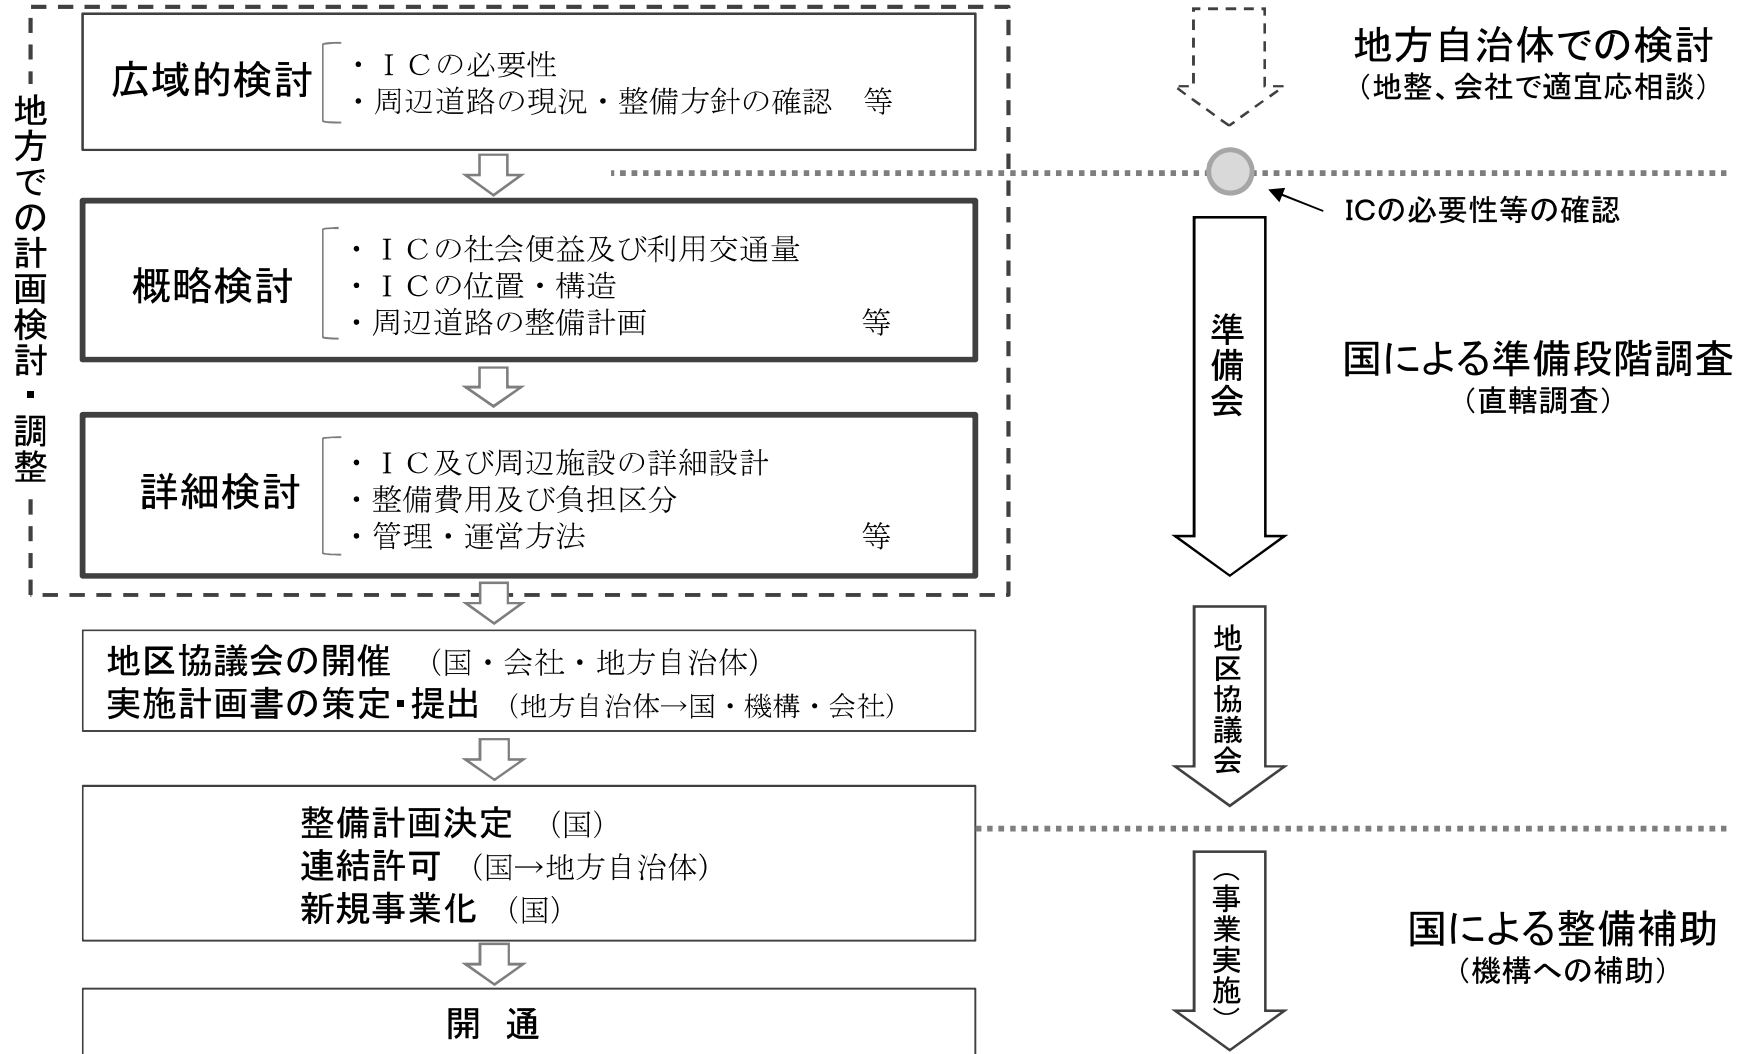 地方での計画検討・調整
広域的検討
・ＩＣの必要性
・周辺道路の現況・整備方針の確認　等
概略検討
・ＩＣの社会便益及び利用交通量
・ＩＣの位置・構造
・周辺道路の整備計画　等
詳細検討
・ＩＣ及び周辺施設の詳細設計
・整備費用及び負担区分
・管理・運営方法　等
地区協議会の開催　（国・会社・地方自治体）
実施計画書の策定・提出　（地方自治体→国・機構・会社）
整備計画決定　（国）
連結許可　（国→地方自治体）
新規事業化　（国）
開　通
地方自治体での検討
（地整、会社で適宜応相談）
ICの必要性等の確認
準備会
国による準備段階調査
（直轄調査）
地区協議会
（事業実施）
国による整備補助
（機構への補助）